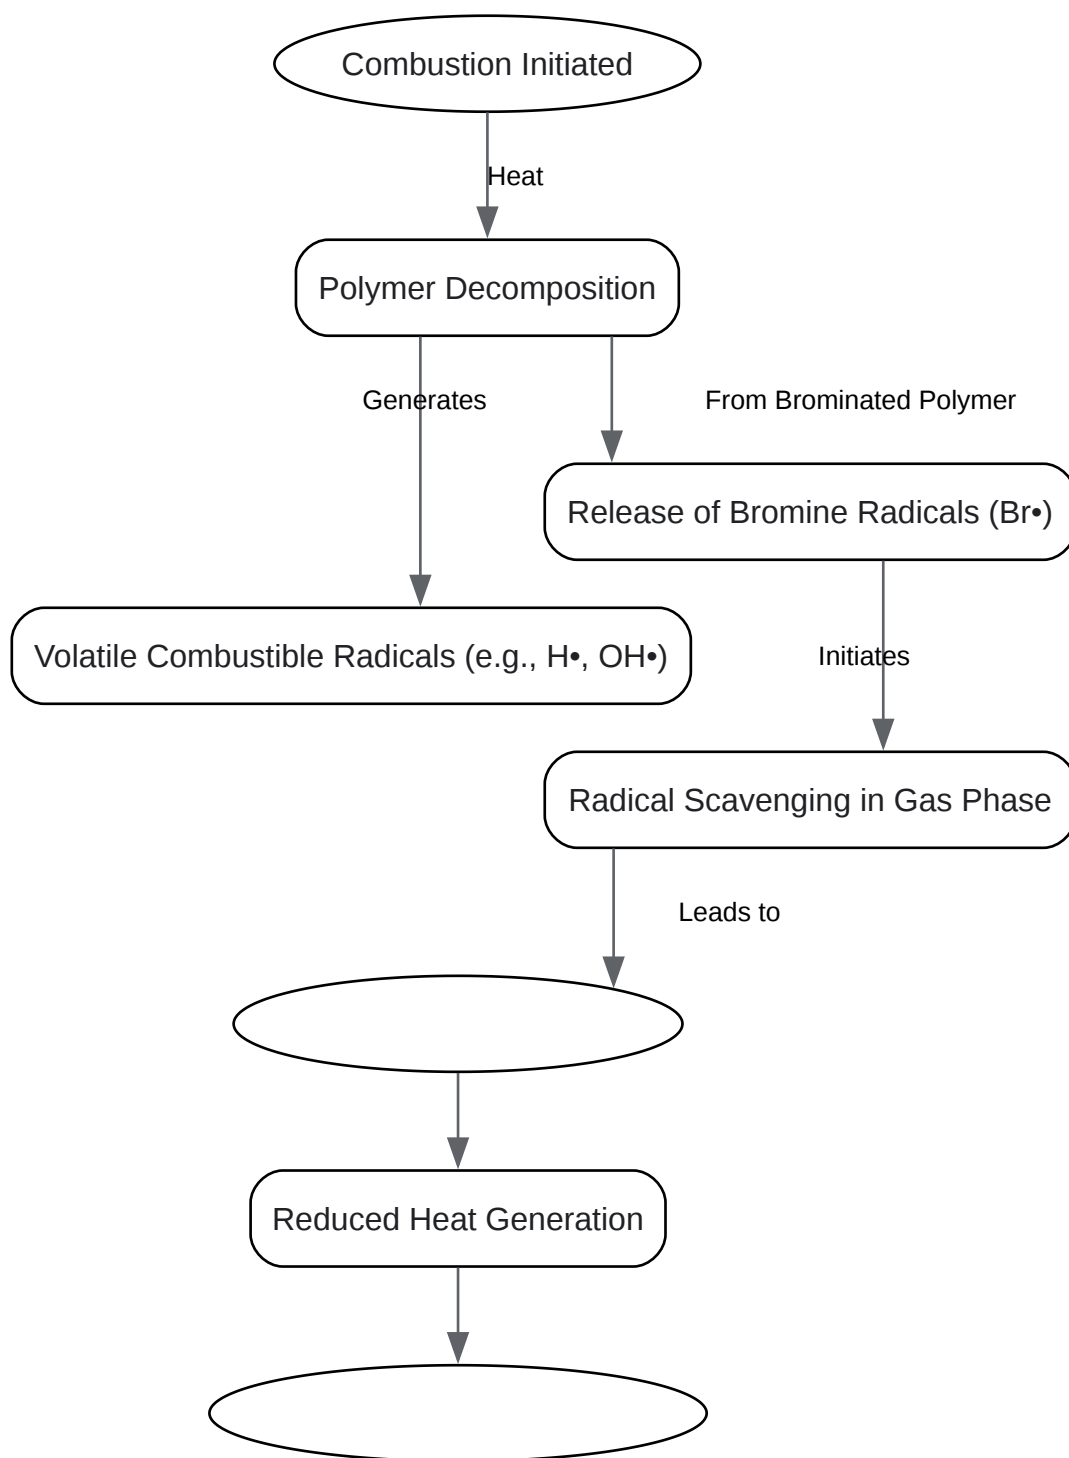 Combustion Initiated
Heat
Polymer Decomposition
Generates
From Brominated Polymer
Release of Bromine Radicals (Br•)
Volatile Combustible Radicals (e.g., H•, OH•)
Initiates
Radical Scavenging in Gas Phase
Leads to
Reduced Heat Generation